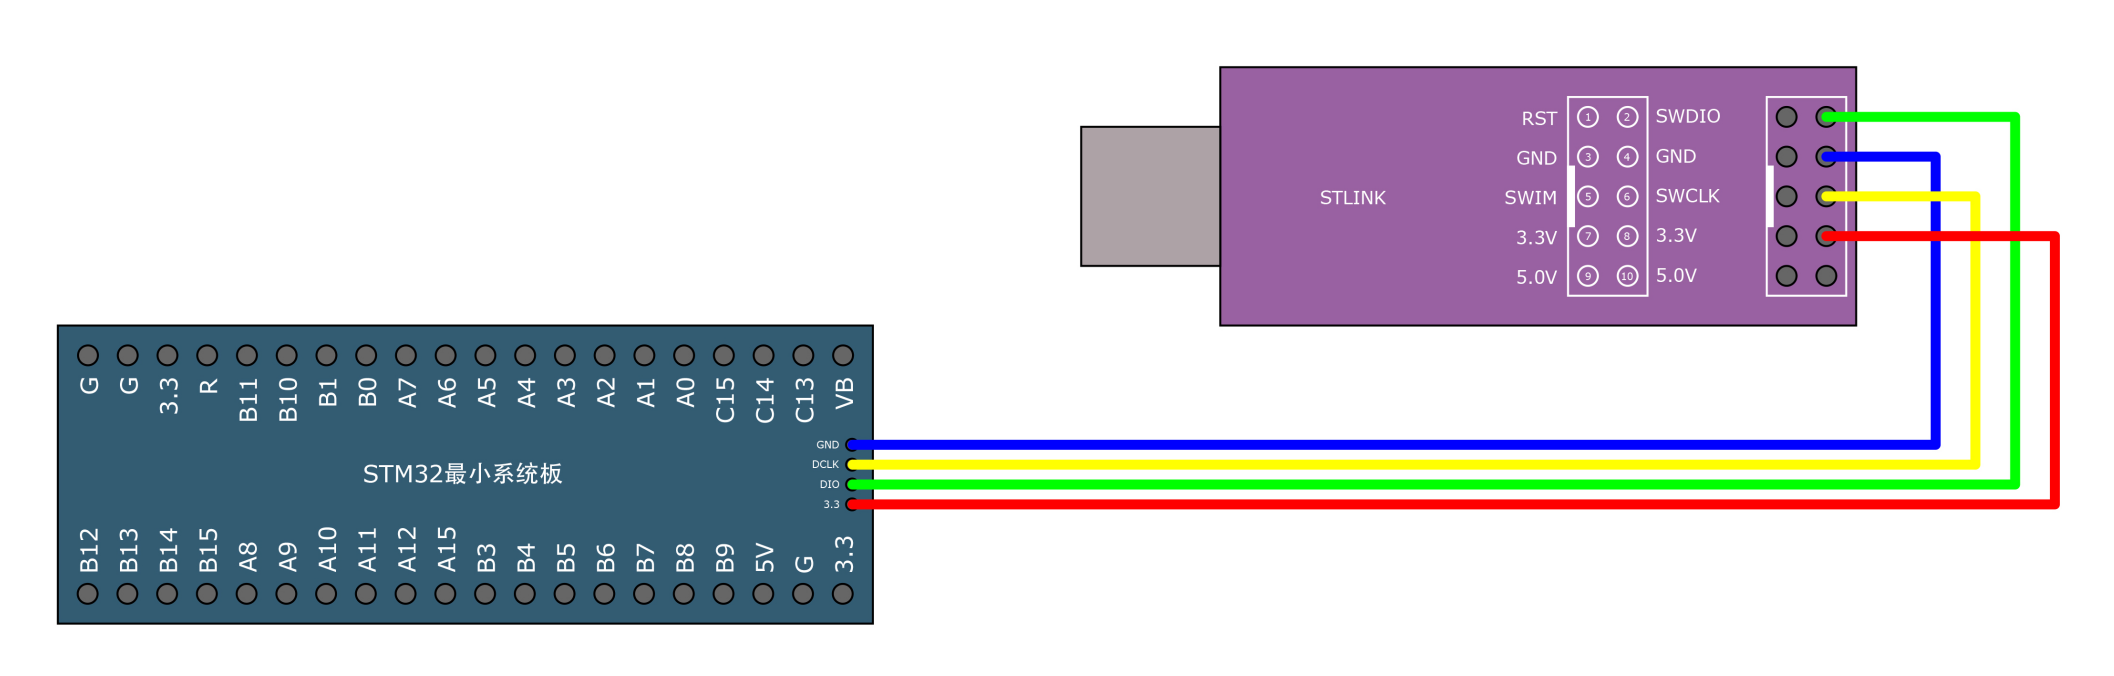 RST 1 2 SWDIO
GND 3 4 GND
STLINK SWIM 5 6 SWCLK
3.3V 7 8 3.3V
5.0V 9 10 5.0V
G G 3.3 R B11 B10 B1 B0 A7 A6 A5 A4 A3 A2 A1 A0 C15 C14 C13 VB
GND
DCLK
STM32最小系统板
DIO
3.3
B12 B13 B14 B15 A8 A9 A10 A11 A12 A15 B3 B4 B5 B6 B7 B8 B9 5V G 3.3